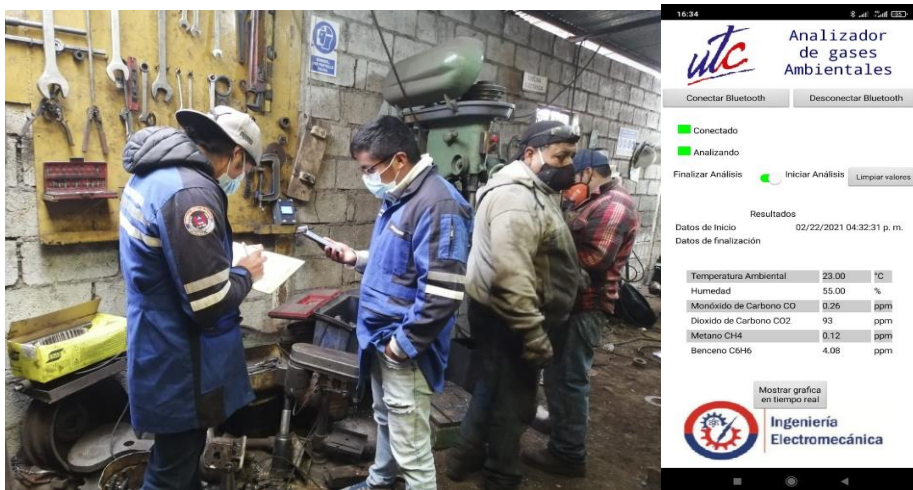 16:34
utc
Analizador
de gases
Ambientales
Conectar Bluetooth Desconectar Bluetooth
Conectado
Analizando
Finalizar Análisis Iniciar Análisis Limpiar valores
Resultados
Datos de Inicio 02/22/2021 04:32:31 p. m.
Datos de finalización
Temperatura Ambiental 23.00 °C
Humedad 55.00 %
Monóxido de Carbono CO 0.26 ppm
Dioxido de Carbono CO2 93 ppm
Metano CH4 0.12 ppm
Benceno C6H6 4.08 ppm
Mostrar grafica
en tiempo real
Ingeniería
Electromecánica